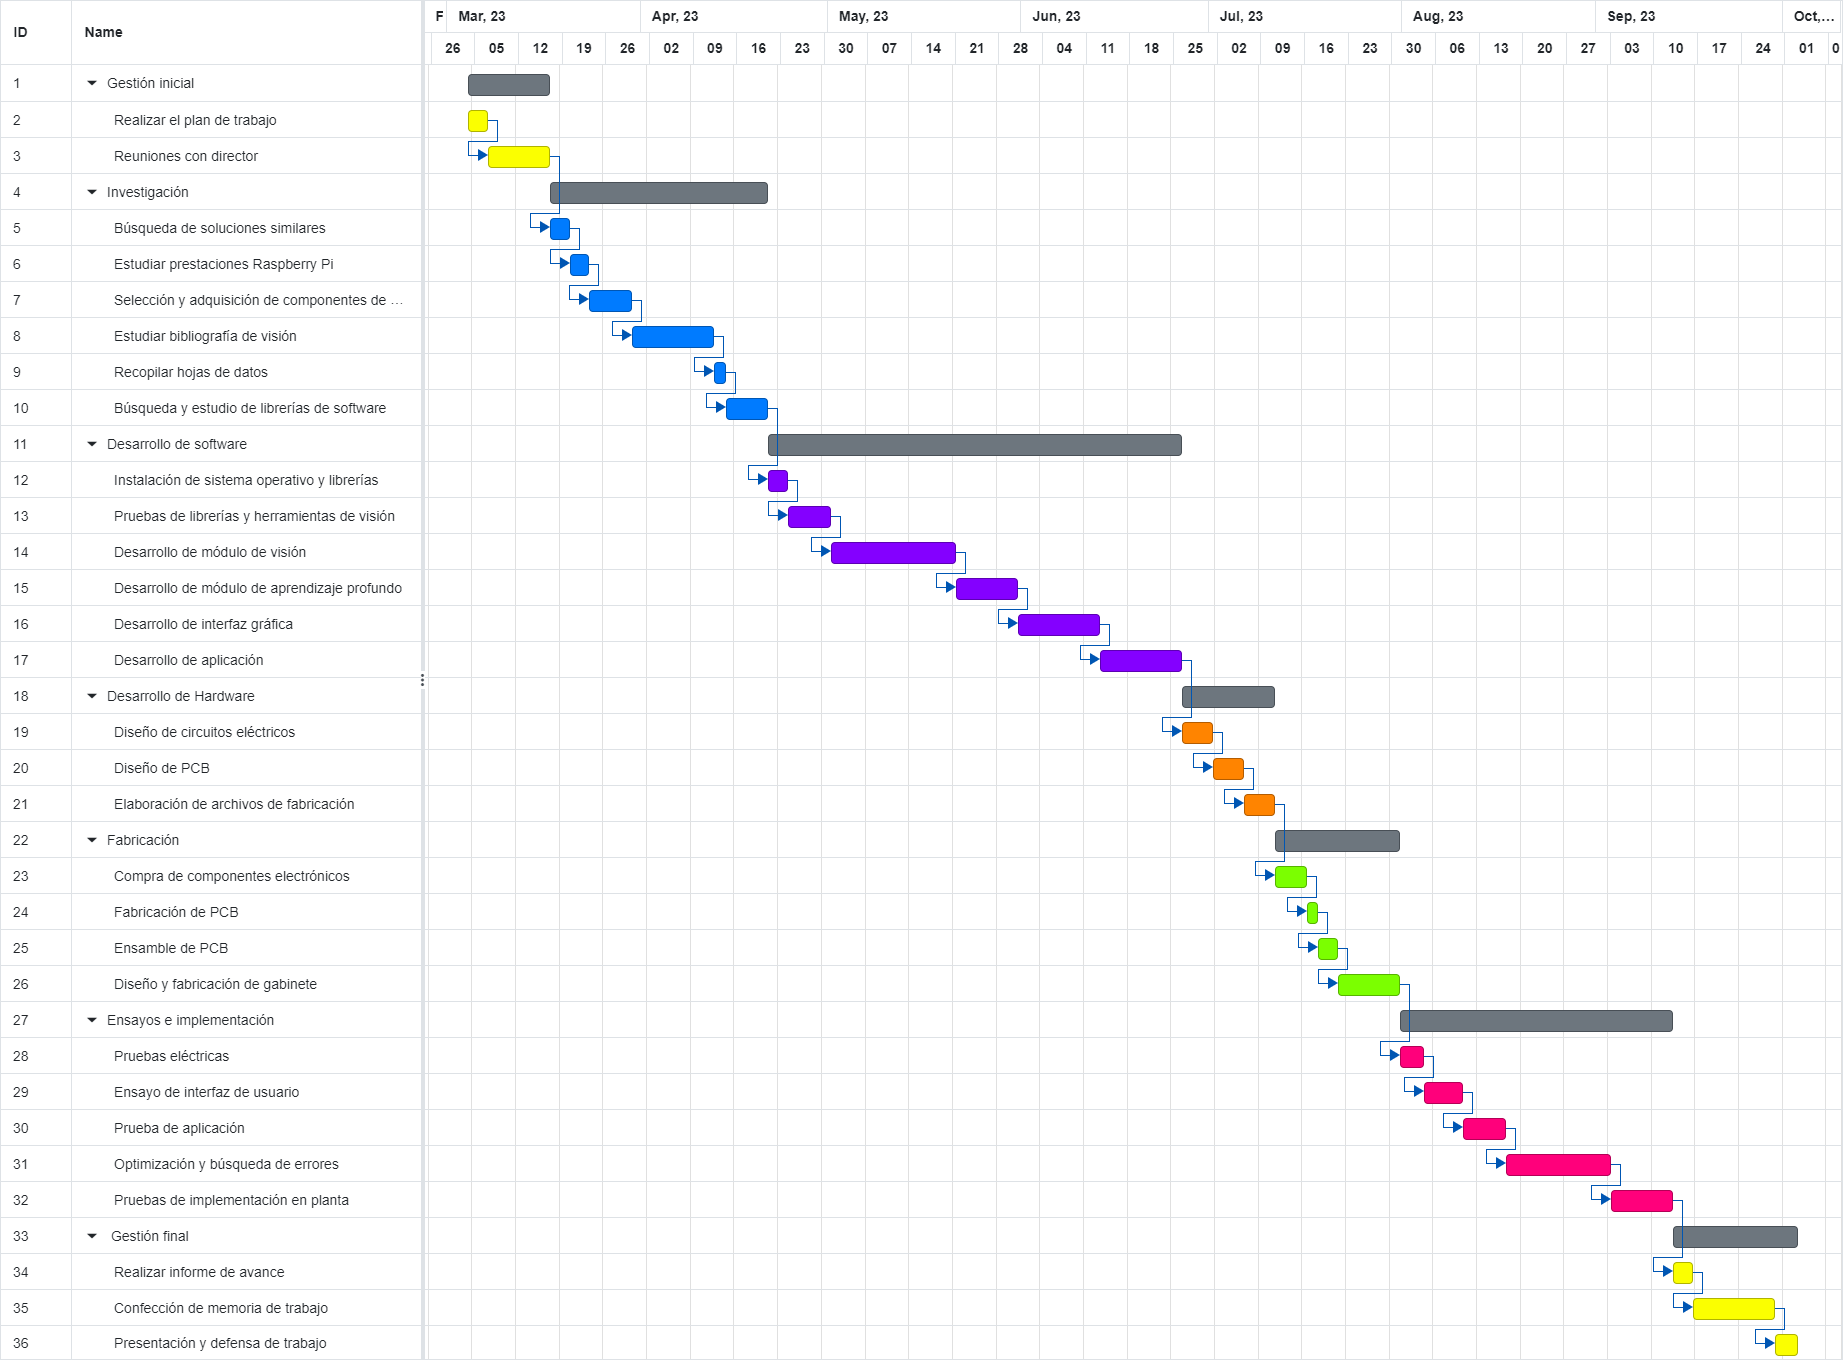 ID Name F Mar, 23 Apr, 23 May, 23 Jun, 23 Jul, 23 Aug, 23 Sep, 23 Oct,...
26 05 12 19 26 02 09 16 23 30 07 14 21 28 04 11 18 25 02 09 16 23 30 06 13 20 27 03 10 17 24 01 0
1 Gestión inicial
2 Realizar el plan de trabajo
3 Reuniones con director
4 Investigación
5 Búsqueda de soluciones similares
6 Estudiar prestaciones Raspberry Pi
7 Selección y adquisición de componentes de ...
8 Estudiar bibliografía de visión
9 Recopilar hojas de datos
10 Búsqueda y estudio de librerías de software
11 Desarrollo de software
12 Instalación de sistema operativo y librerías
13 Pruebas de librerías y herramientas de visión
14 Desarrollo de módulo de visión
15 Desarrollo de módulo de aprendizaje profundo
16 Desarrollo de interfaz gráfica
17 Desarrollo de aplicación
18 Desarrollo de Hardware
19 Diseño de circuitos eléctricos
20 Diseño de PCB
21 Elaboración de archivos de fabricación
22 Fabricación
23 Compra de componentes electrónicos
24 Fabricación de PCB
25 Ensamble de PCB
26 Diseño y fabricación de gabinete
27 Ensayos e implementación
28 Pruebas eléctricas
29 Ensayo de interfaz de usuario
30 Prueba de aplicación
31 Optimización y búsqueda de errores
32 Pruebas de implementación en planta
33 Gestión final
34 Realizar informe de avance
35 Confección de memoria de trabajo
36 Presentación y defensa de trabajo